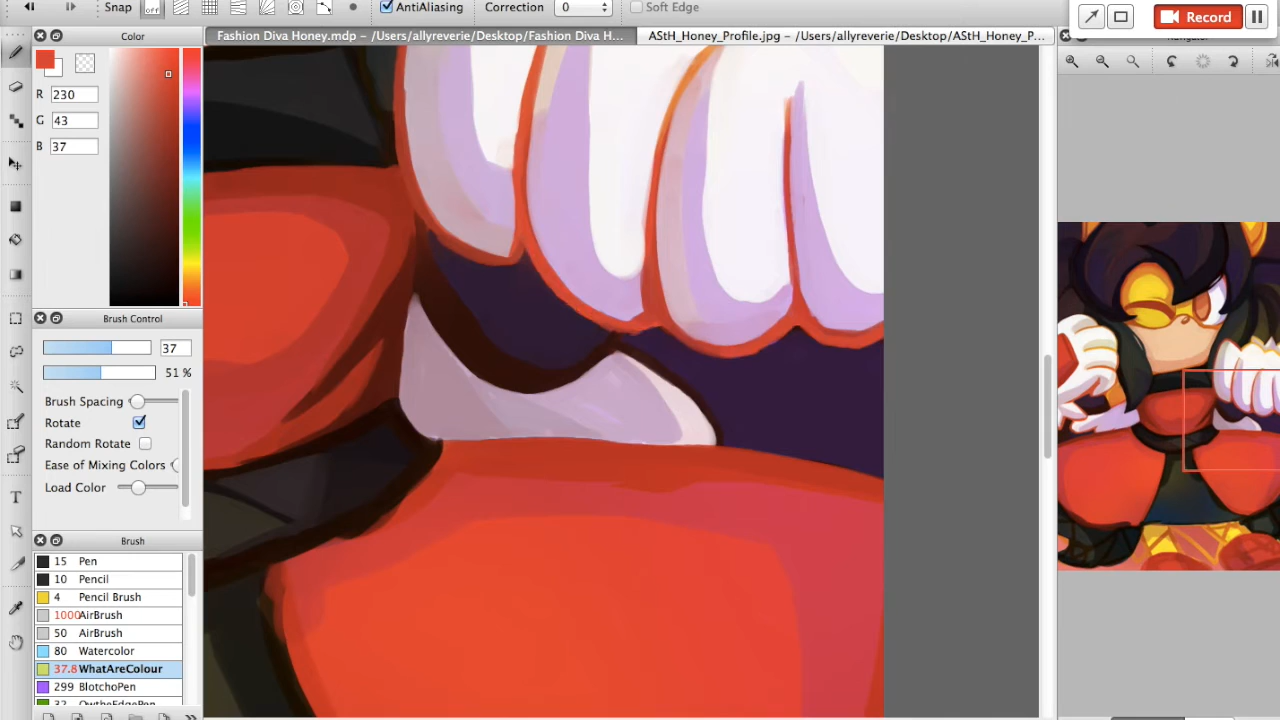 Snap off AntiAliasing Correction 0 Soft Edge Record
Color Fashion Diva Honey.mdp – /Users/allyreverie/Desktop/Fashion Diva H... AStH_Honey_Profile.jpg – /Users/allyreverie/Desktop/AStH_Honey_P...
R 230
G 43
B 37
Brush Control
37
51 %
Brush Spacing
Rotate
Random Rotate
Ease of Mixing Colors
Load Color
Brush
15 Pen
10 Pencil
4 Pencil Brush
1000 AirBrush
50 AirBrush
80 Watercolor
37.8 WhatAreColour
299 BlotchoPen
T